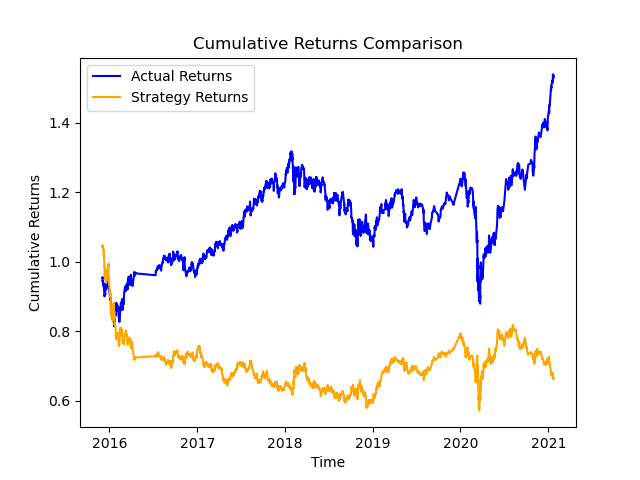 Cumulative Returns Comparison
Actual Returns
Strategy Returns
Cumulative Returns
1.4
1.2
1.0
0.8
0.6
2016 2017 2018 2019 2020 2021
Time